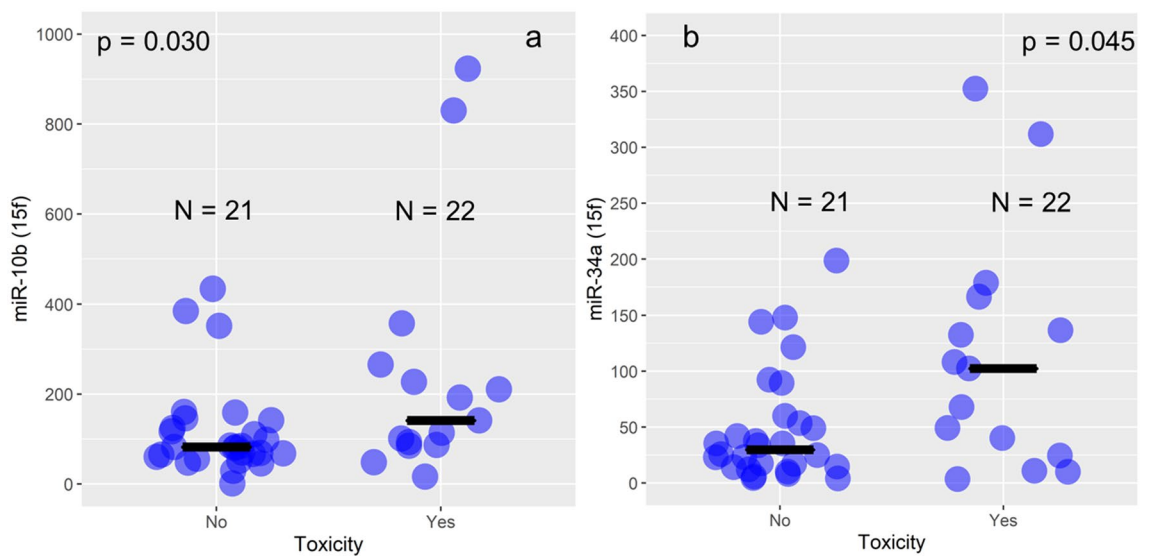 p = 0.030
a
N = 21
N = 22
1000
800
600
400
200
0
miR-10b (15f)
No
Yes
Toxicity
b
p = 0.045
N = 21
N = 22
400
350
300
250
200
150
100
50
0
miR-34a (15f)
No
Yes
Toxicity